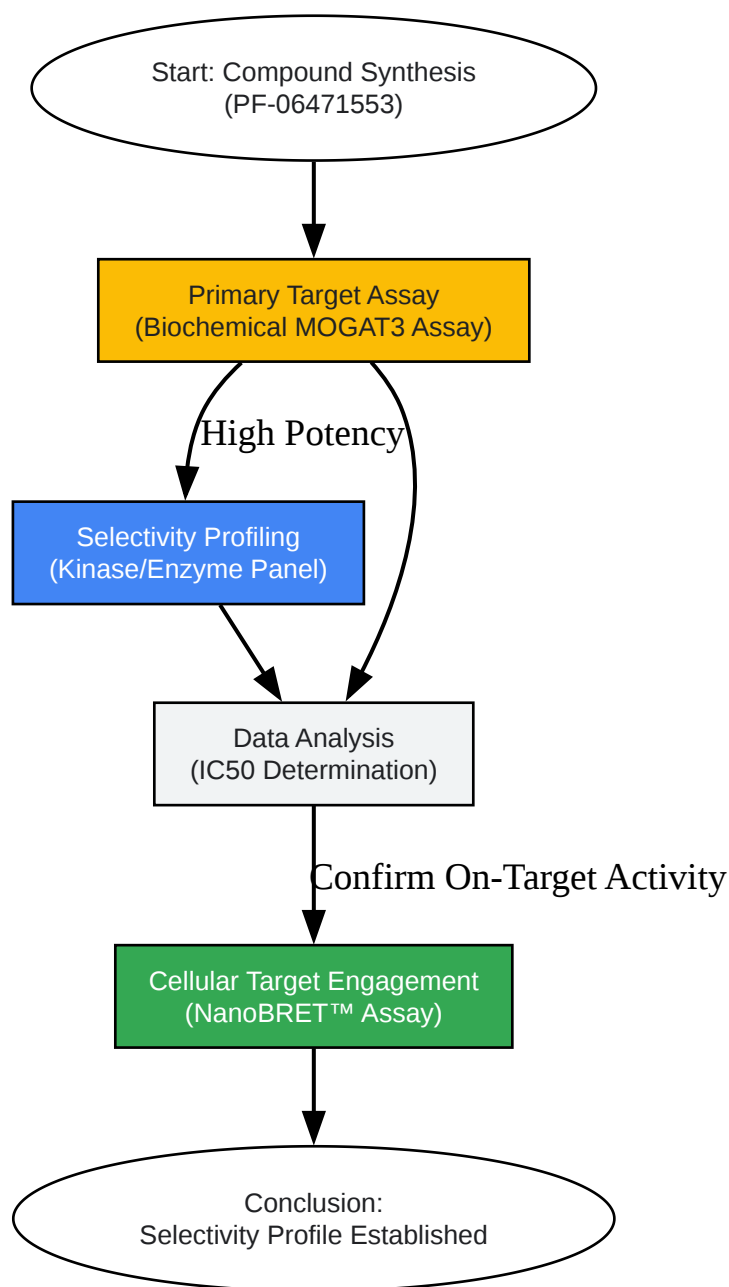 Start: Compound Synthesis
(PF-06471553)
Primary Target Assay
(Biochemical MOGAT3 Assay)
High Potency
Selectivity Profiling
(Kinase/Enzyme Panel)
Data Analysis
(IC50 Determination)
Confirm On-Target Activity
Cellular Target Engagement
(NanoBRET™ Assay)
Conclusion:
Selectivity Profile Established